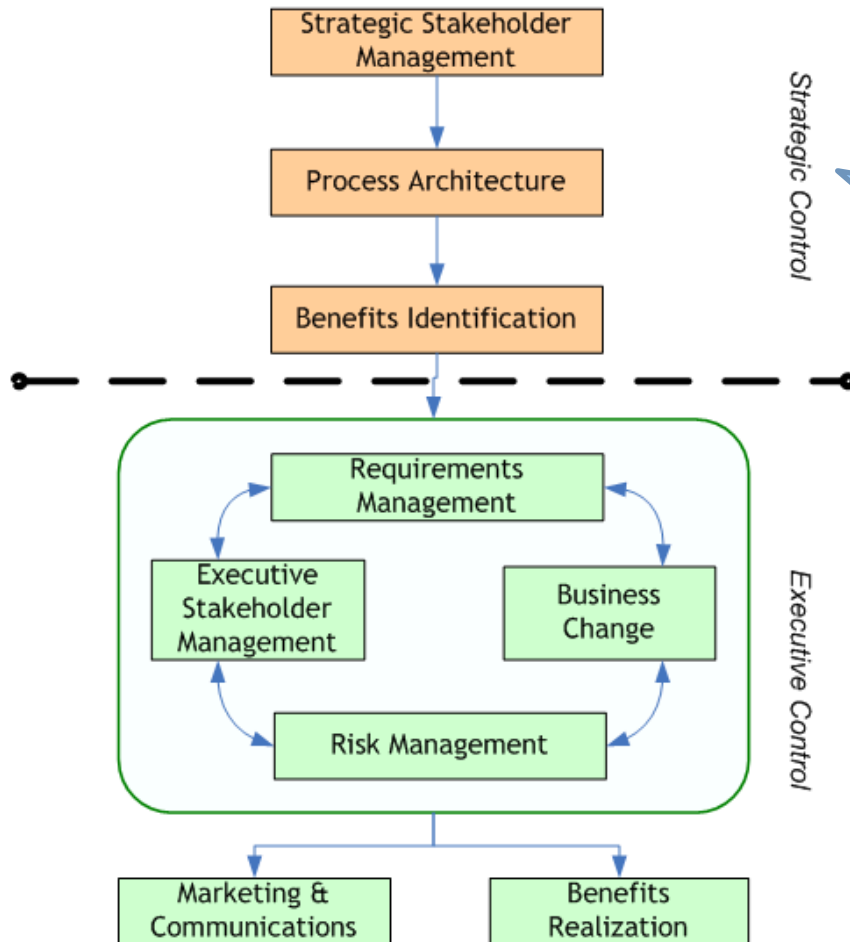 Strategic Stakeholder
Management
Strategic Control
Process Architecture
Benefits Identification
Requirements
Management
Executive
Stakeholder
Management
Business
Change
Executive Control
Risk Management
Marketing &
Communications
Benefits
Realization